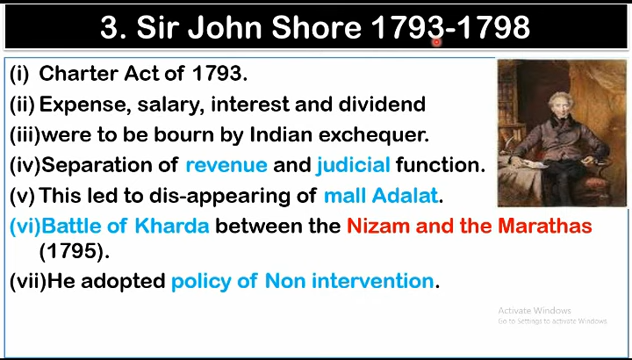 3. Sir John Shore 1793-1798
(i) Charter Act of 1793.
(ii) Expense, salary, interest and dividend
(iii)were to be bourn by Indian exchequer.
(iv)Separation of revenue and judicial function.
(v) This led to dis-appearing of mall Adalat.
(vi)Battle of Kharda between the Nizam and the Marathas
(1795).
(vii)He adopted policy of Non intervention.
Activate Windows
Go to Settings to activate Windows.